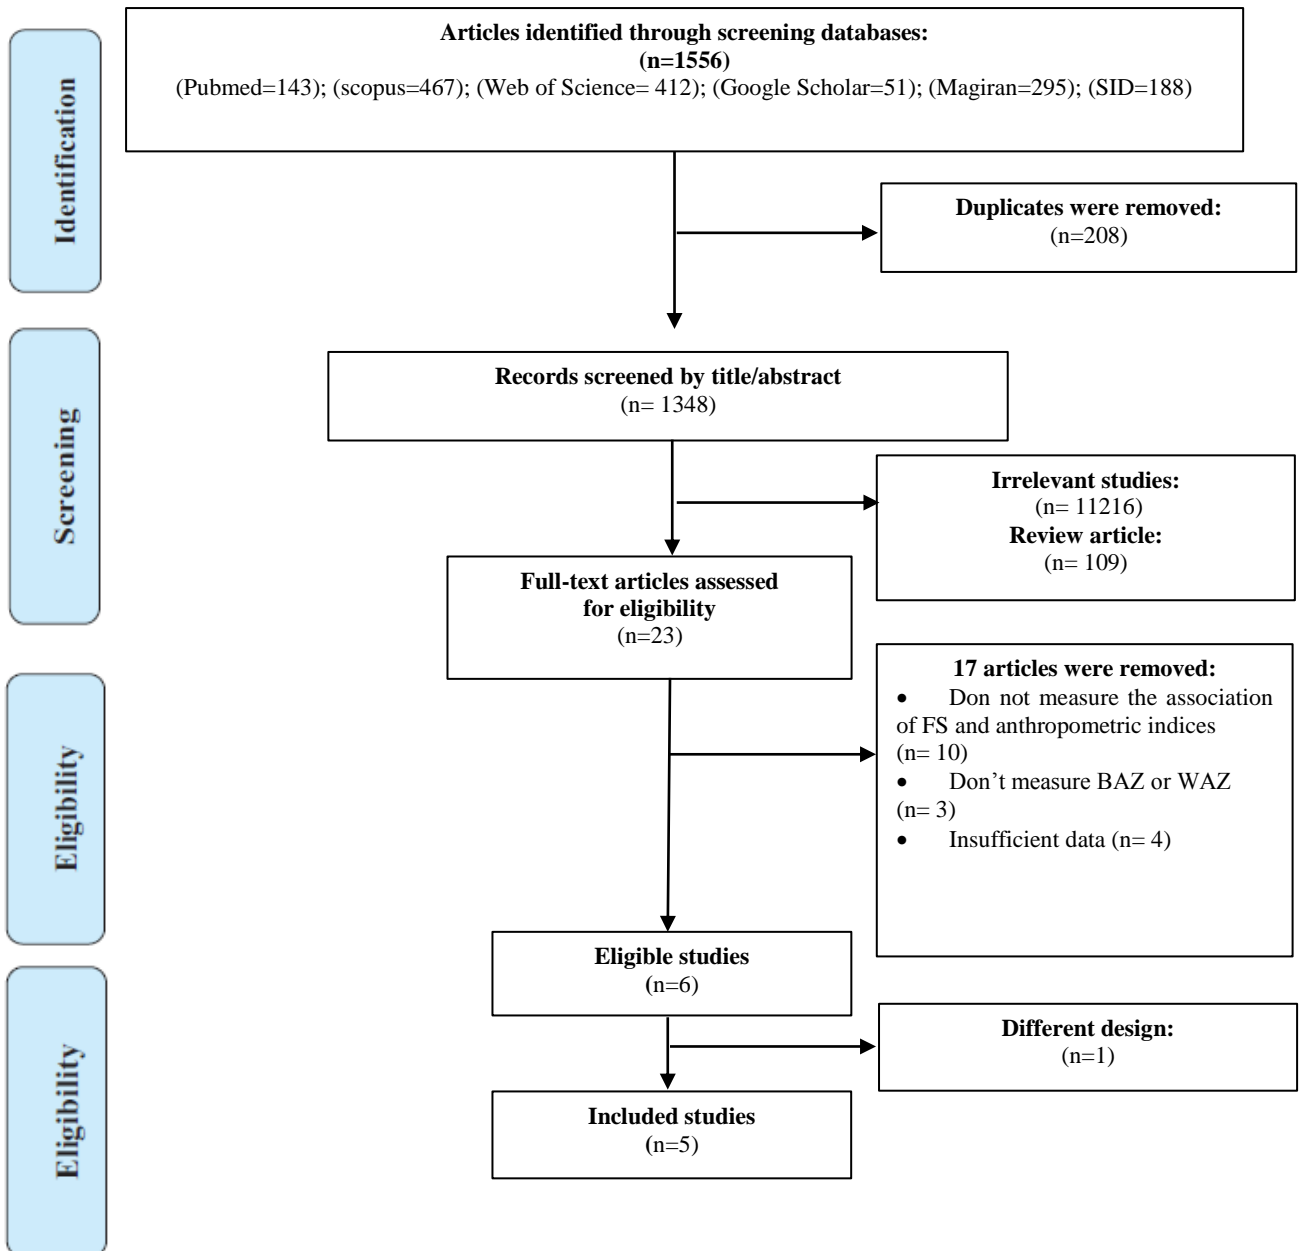 Articles identified through screening databases:
(n=1556)
(Pubmed=143); (scopus=467); (Web of Science= 412); (Google Scholar=51); (Magiran=295); (SID=188)
Identification
Duplicates were removed:
(n=208)
Screening
Records screened by title/abstract
(n= 1348)
Irrelevant studies:
(n= 11216)
Review article:
(n= 109)
Full-text articles assessed
for eligibility
(n=23)
Eligibility
17 articles were removed:
• Don not measure the association
of FS and anthropometric indices
(n= 10)
• Don’t measure BAZ or WAZ
(n= 3)
• Insufficient data (n= 4)
Eligible studies
(n=6)
Eligibility
Different design:
(n=1)
Included studies
(n=5)